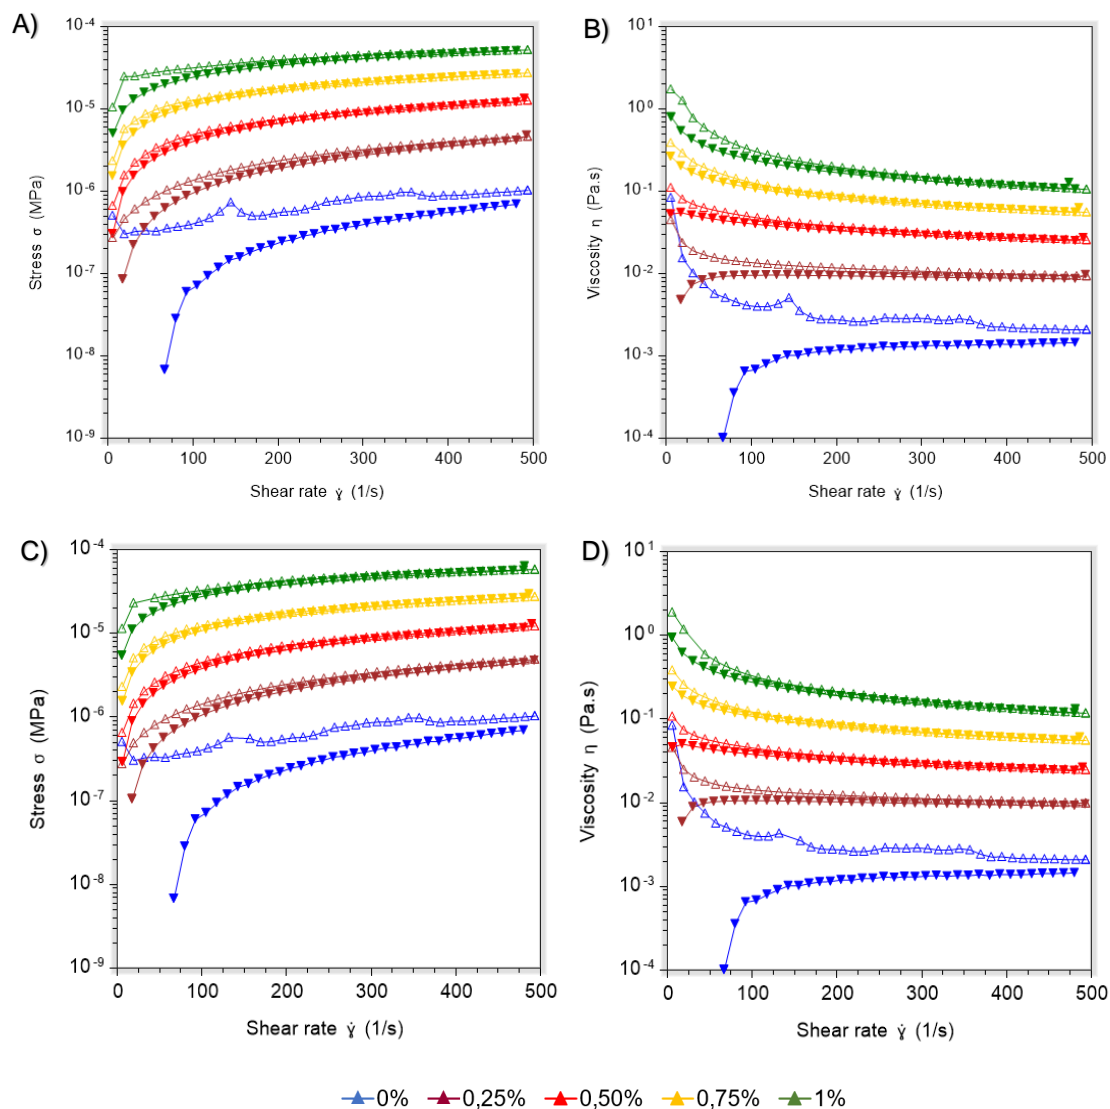 A)
10-4
10-5
10-6
10-7
10-8
10-9
Stress σ (MPa)
0 100 200 300 400 500
Shear rate γ̇ (1/s)
B)
10¹
10⁰
10-1
10-2
10-3
10-4
Viscosity η (Pa.s)
0 100 200 300 400 500
Shear rate γ̇ (1/s)
C)
10-4
10-5
10-6
10-7
10-8
10-9
Stress σ (MPa)
0 100 200 300 400 500
Shear rate γ̇ (1/s)
D)
10¹
10⁰
10-1
10-2
10-3
10-4
Viscosity η (Pa.s)
0 100 200 300 400 500
Shear rate γ̇ (1/s)
0% 0,25% 0,50% 0,75% 1%